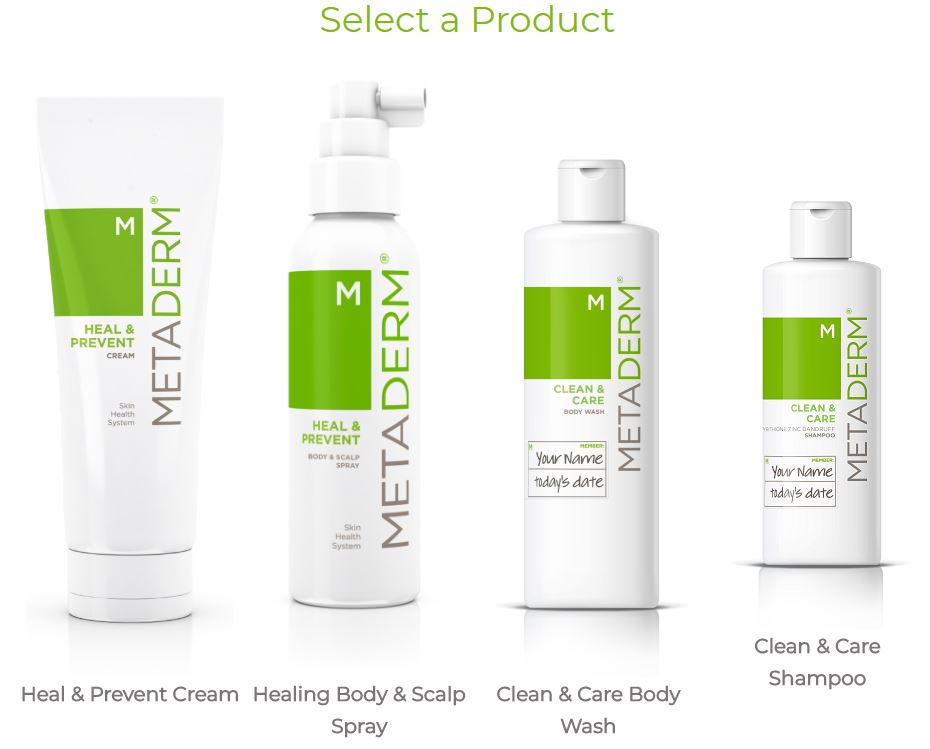 Select a Product
M
METADERM®
HEAL &
PREVENT
CREAM
Skin
Health
System
M
METADERM®
HEAL &
PREVENT
BODY & SCALP
SPRAY
Skin
Health
System
M
METADERM®
CLEAN &
CARE
BODY WASH
MEMBER:
Your Name
today's date
M
METADERM®
CLEAN &
CARE
ZINC DANDRUFF
SHAMPOO
MEMBER:
Your Name
today's date
Heal & Prevent Cream
Healing Body & Scalp
Spray
Clean & Care Body
Wash
Clean & Care
Shampoo